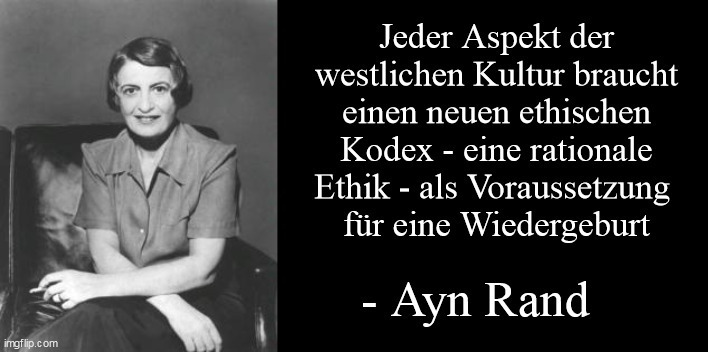 Jeder Aspekt der
westlichen Kultur braucht
einen neuen ethischen
Kodex - eine rationale
Ethik - als Voraussetzung
für eine Wiedergeburt
- Ayn Rand
imgflip.com